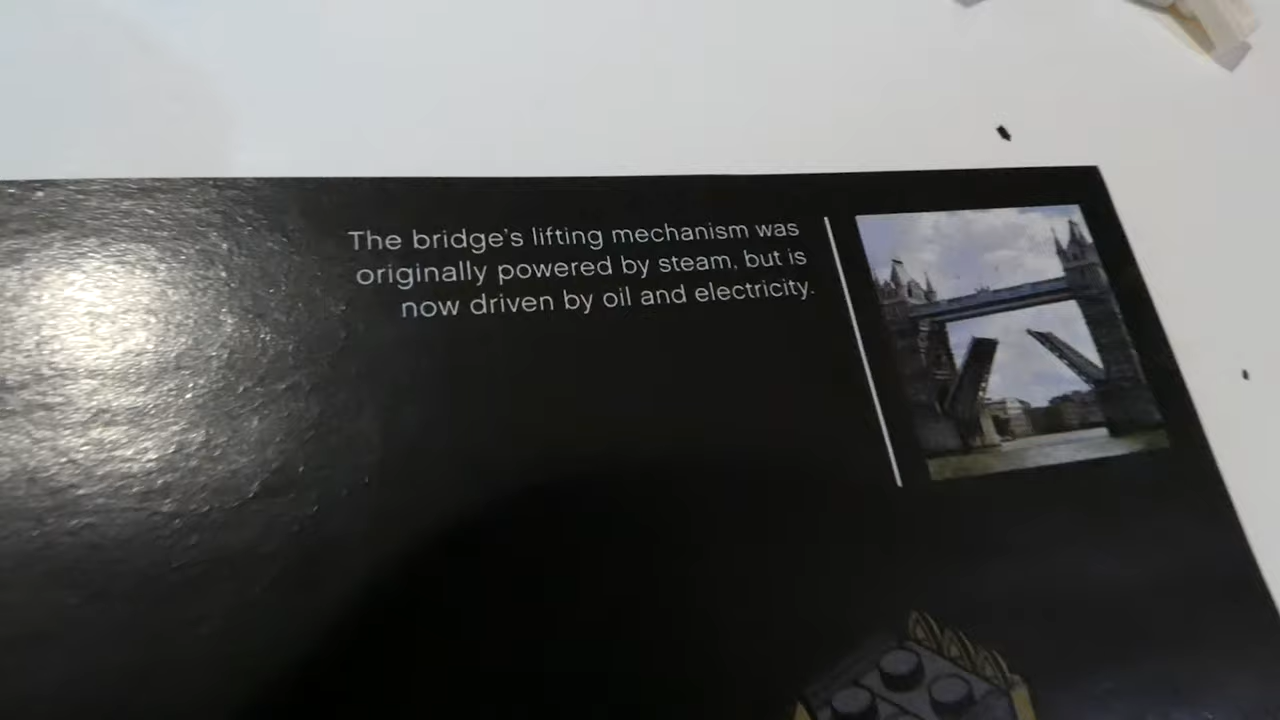 The bridge's lifting mechanism was
originally powered by steam, but is
now driven by oil and electricity.